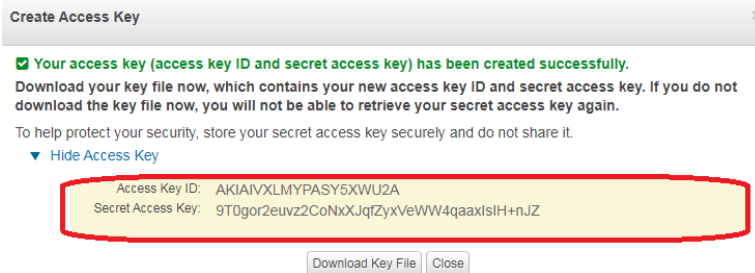 Create Access Key
Your access key (access key ID and secret access key) has been created successfully.
Download your key file now, which contains your new access key ID and secret access key. If you do not
download the key file now, you will not be able to retrieve your secret access key again.
To help protect your security, store your secret access key securely and do not share it.
Hide Access Key
Access Key ID: AKIAIVXLMYPASY5XWU2A
Secret Access Key: 9T0gor2euvz2CoNxXJqfZyxVeWW4qaaxIsIH+nJZ
Download Key File Close